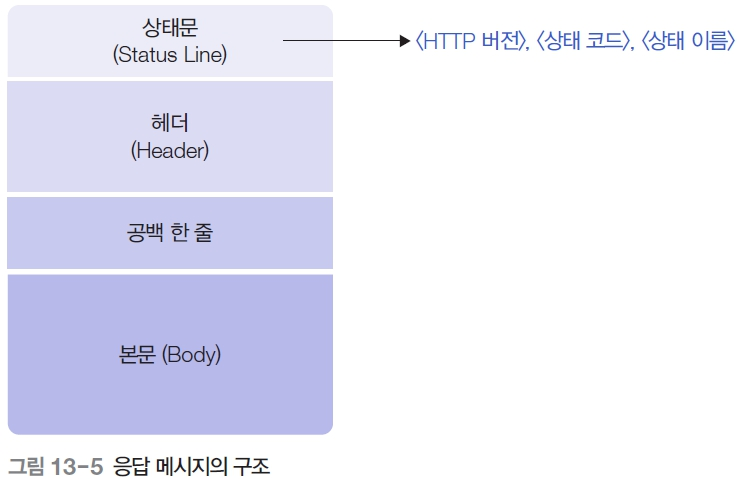 상태문
(Status Line)
〈HTTP 버전〉, 〈상태 코드〉, 〈상태 이름〉
헤더
(Header)
공백 한 줄
본문 (Body)
그림 13-5 응답 메시지의 구조